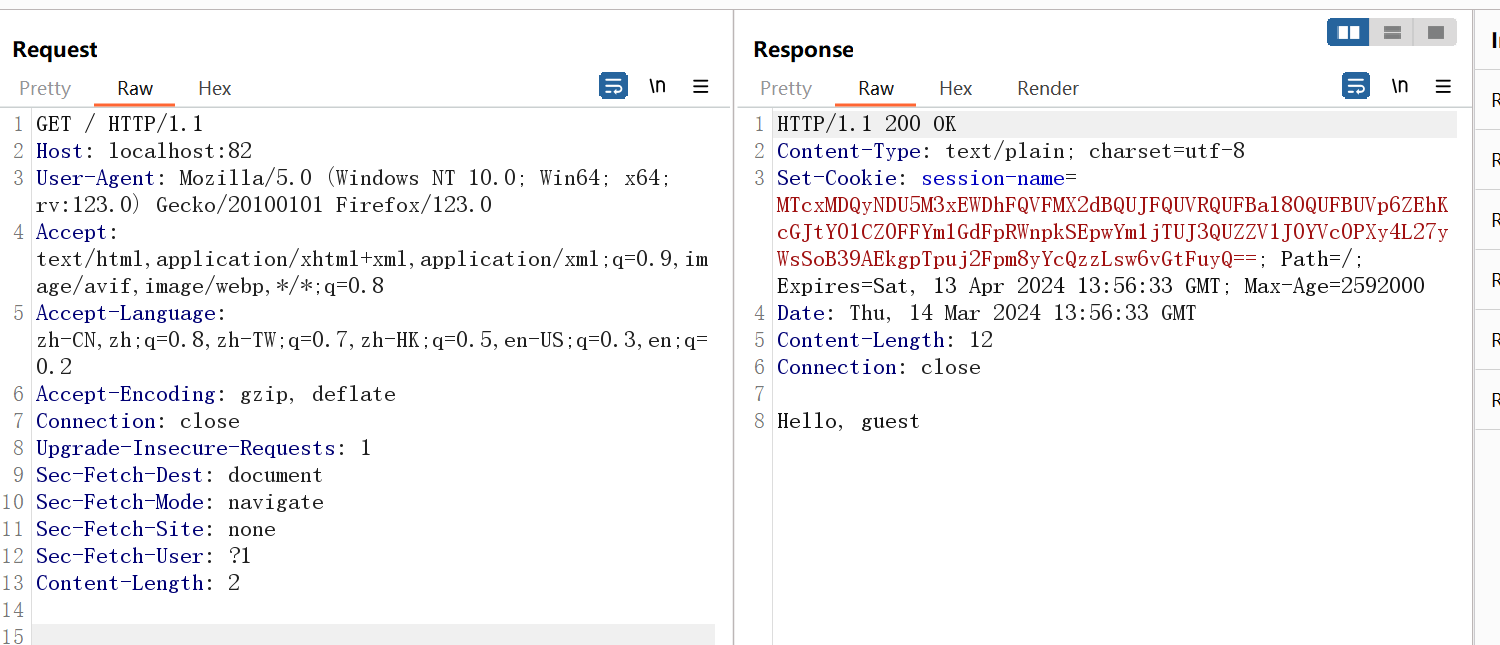 Request
Pretty Raw Hex \n
1 GET / HTTP/1.1
2 Host: localhost:82
3 User-Agent: Mozilla/5.0 (Windows NT 10.0; Win64; x64;
rv:123.0) Gecko/20100101 Firefox/123.0
4 Accept:
text/html,application/xhtml+xml,application/xml;q=0.9,im
age/avif,image/webp,*/*;q=0.8
5 Accept-Language:
zh-CN,zh;q=0.8,zh-TW;q=0.7,zh-HK;q=0.5,en-US;q=0.3,en;q=
0.2
6 Accept-Encoding: gzip, deflate
7 Connection: close
8 Upgrade-Insecure-Requests: 1
9 Sec-Fetch-Dest: document
10 Sec-Fetch-Mode: navigate
11 Sec-Fetch-Site: none
12 Sec-Fetch-User: ?1
13 Content-Length: 2
14
15
Response
Pretty Raw Hex Render \n
1 HTTP/1.1 200 OK
2 Content-Type: text/plain; charset=utf-8
3 Set-Cookie: session-name=
MTcxMDQyNDU5M3xEWDhFQVFMX2dBQUJFQUVRQUFBal80QUFBUVp6ZEhK
cGJtY01CZ0FFYm1GdFpRWnpkSEpwYm1jTUJ3QUZZV1J0YVc0PXy4L27y
WsSoB39AEkgpTpuj2Fpm8yYcQzzLsw6vGtFuyQ==; Path=/;
Expires=Sat, 13 Apr 2024 13:56:33 GMT; Max-Age=2592000
4 Date: Thu, 14 Mar 2024 13:56:33 GMT
5 Content-Length: 12
6 Connection: close
7
8 Hello, guest